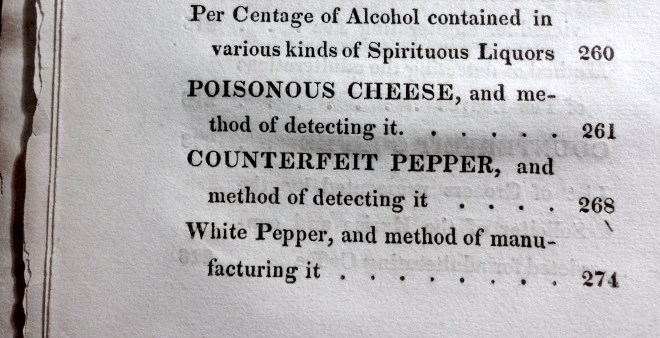 Per Centage of Alcohol contained in
various kinds of Spirituous Liquors 260
POISONOUS CHEESE, and me-
thod of detecting it. . . . . . 261
COUNTERFEIT PEPPER, and
method of detecting it . . . . 268
White Pepper, and method of manu-
facturing it . . . . . . . 274